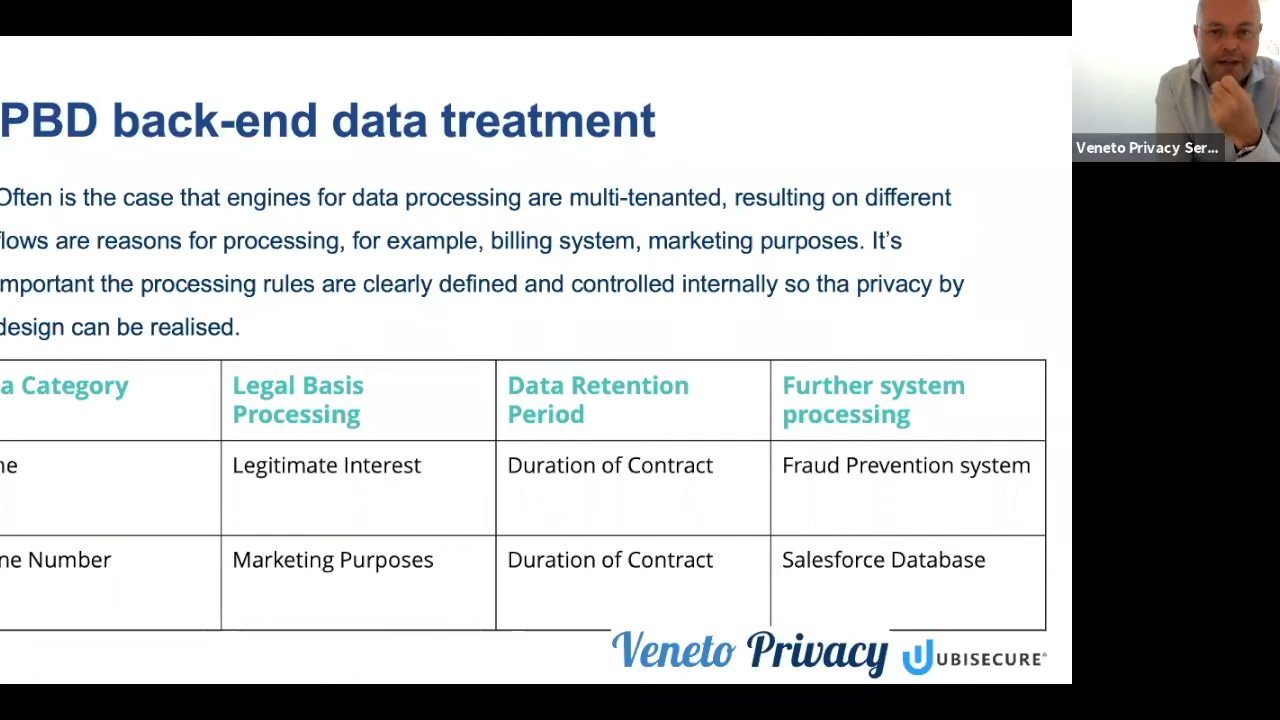 PBD back-end data treatment
Often is the case that engines for data processing are multi-tenanted, resulting on different
flows are reasons for processing, for example, billing system, marketing purposes. It's
mportant the processing rules are clearly defined and controlled internally so tha privacy by
design can be realised.
a Category
Legal Basis
Processing
Data Retention
Period
Further system
processing
me
Legitimate Interest
Duration of Contract
Fraud Prevention system
ne Number
Marketing Purposes
Duration of Contract
Salesforce Database
Veneto Privacy
UBISECURE
Veneto Privacy Ser...